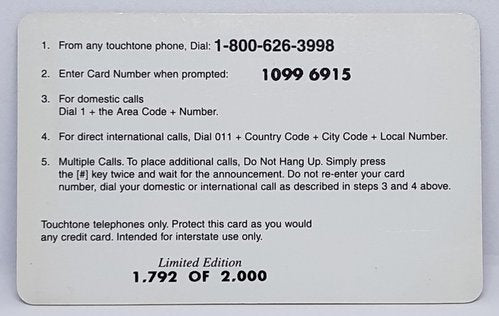 1. From any touchtone phone, Dial: 1-800-626-3998
2. Enter Card Number when prompted: 1099 6915
3. For domestic calls
Dial 1 + the Area Code + Number.
4. For direct international calls, Dial 011 + Country Code + City Code + Local Number.
5. Multiple Calls. To place additional calls, Do Not Hang Up. Simply press
the [#] key twice and wait for the announcement. Do not re-enter your card
number, dial your domestic or international call as described in steps 3 and 4 above.
Touchtone telephones only. Protect this card as you would
any credit card. Intended for interstate use only.
Limited Edition
1,792 OF 2,000